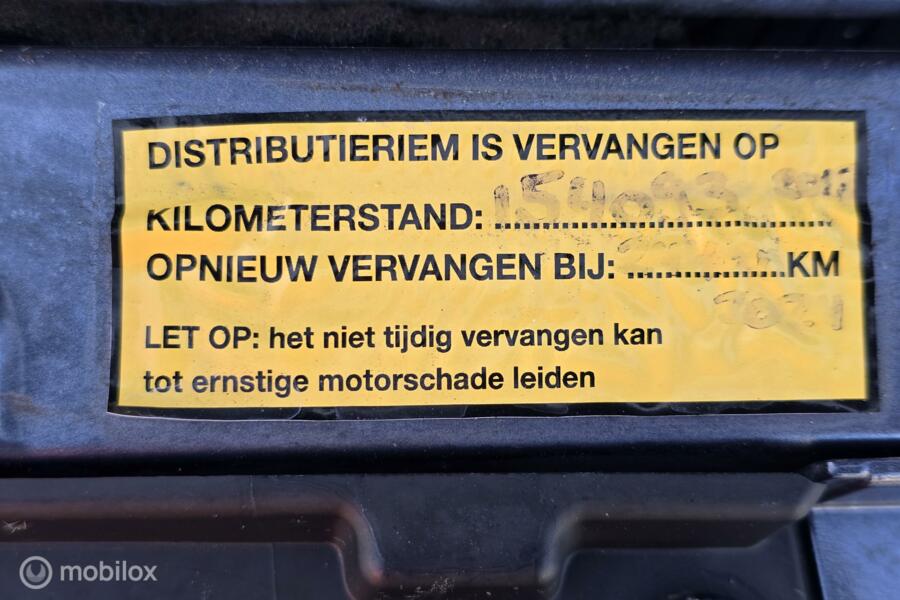 DISTRIBUTIERIEM IS VERVANGEN OP
KILOMETERSTAND: 154093
OPNIEUW VERVANGEN BIJ: ..................KM
LET OP: het niet tijdig vervangen kan
tot ernstige motorschade leiden
mobilox